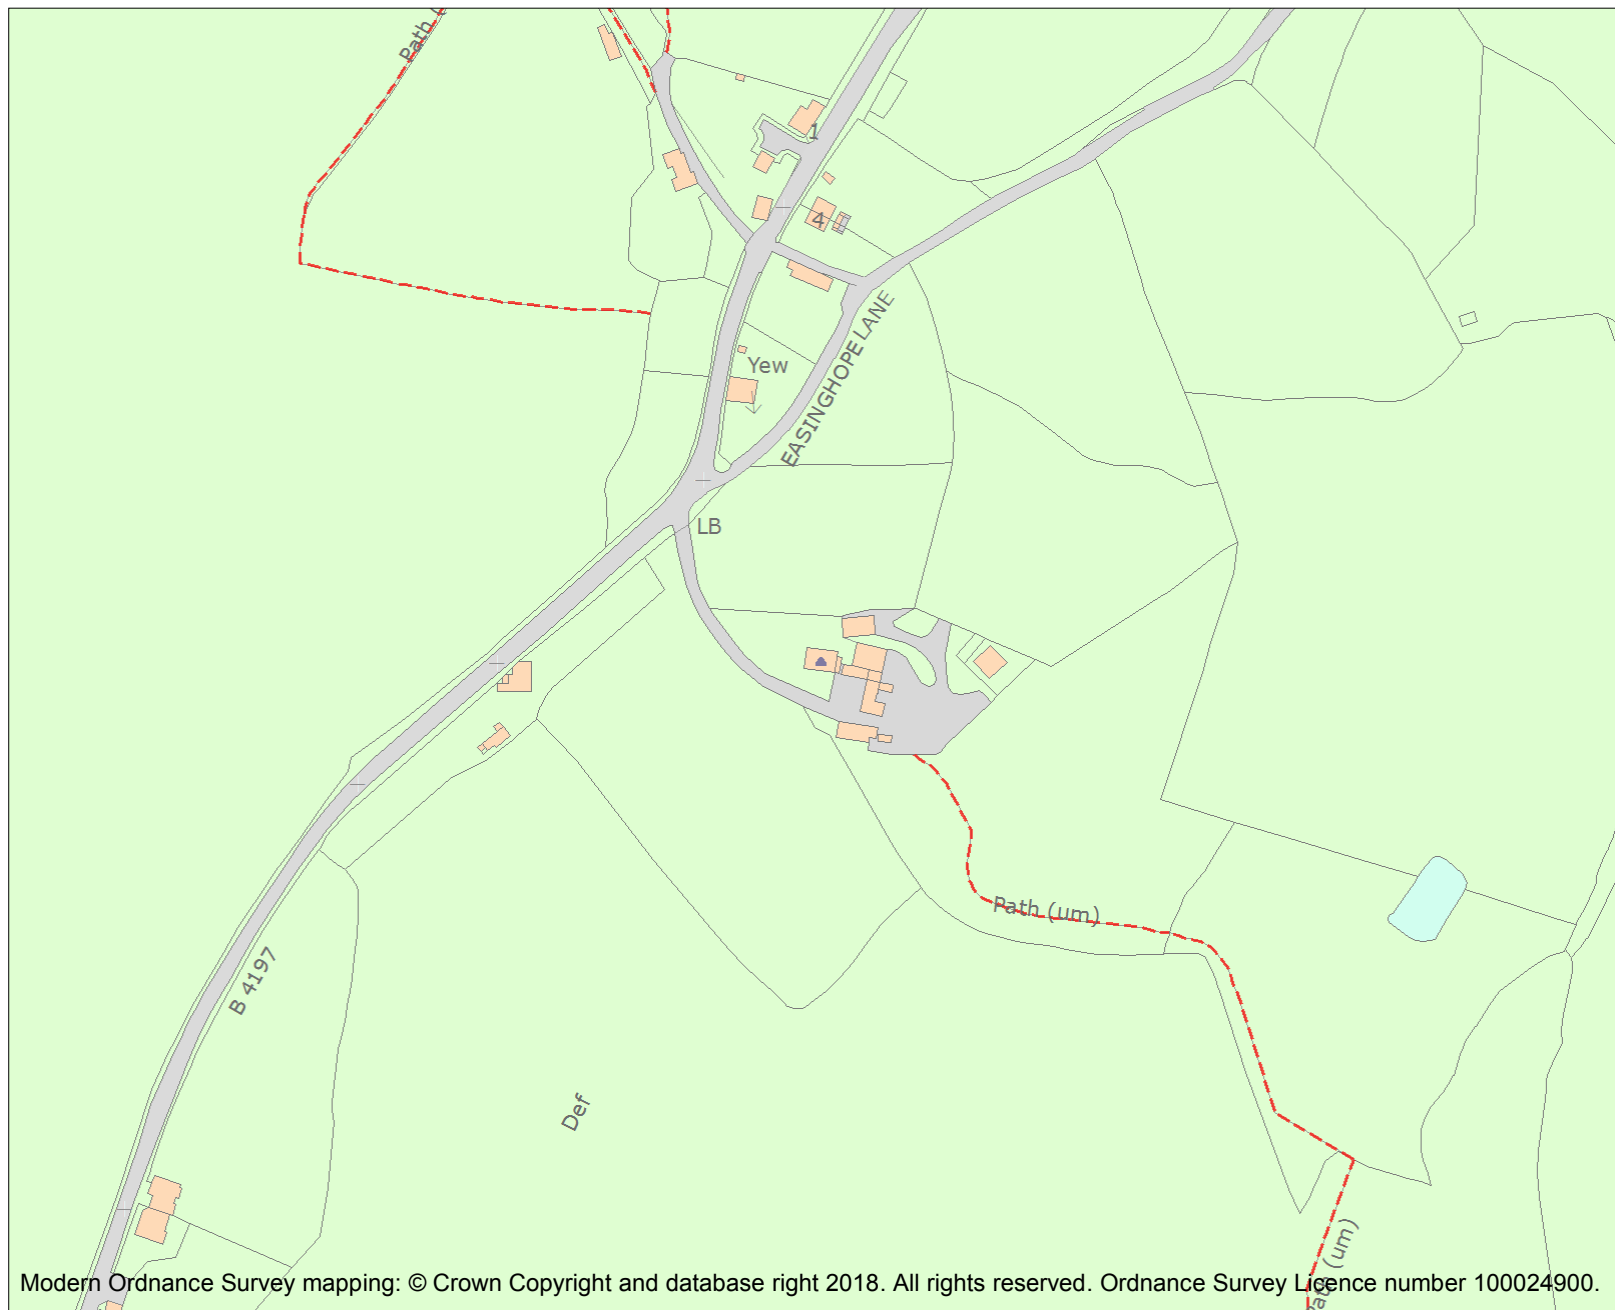 Path (
1
4
EASINGHOPE LANE
Yew
LB
Path (um)
B 4197
Def
Path (um)
Modern Ordnance Survey mapping: © Crown Copyright and database right 2018. All rights reserved. Ordnance Survey Licence number 100024900.